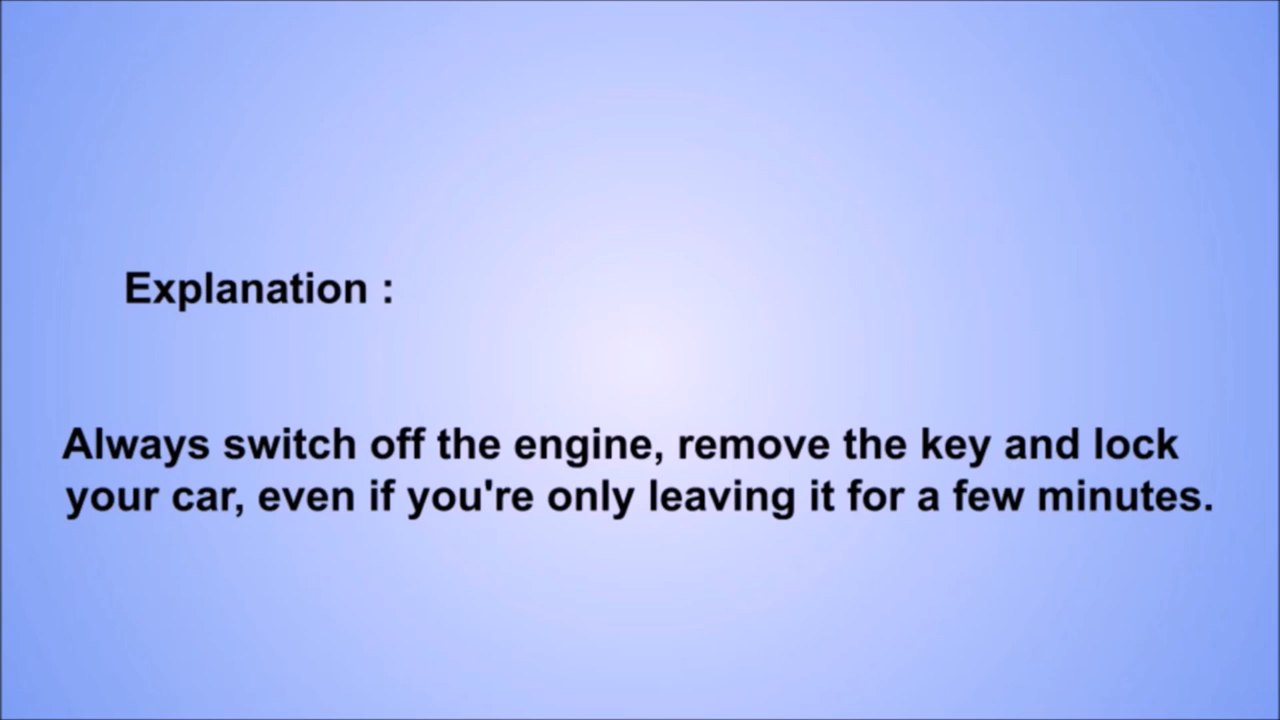 Explanation :
Always switch off the engine, remove the key and lock
your car, even if you're only leaving it for a few minutes.